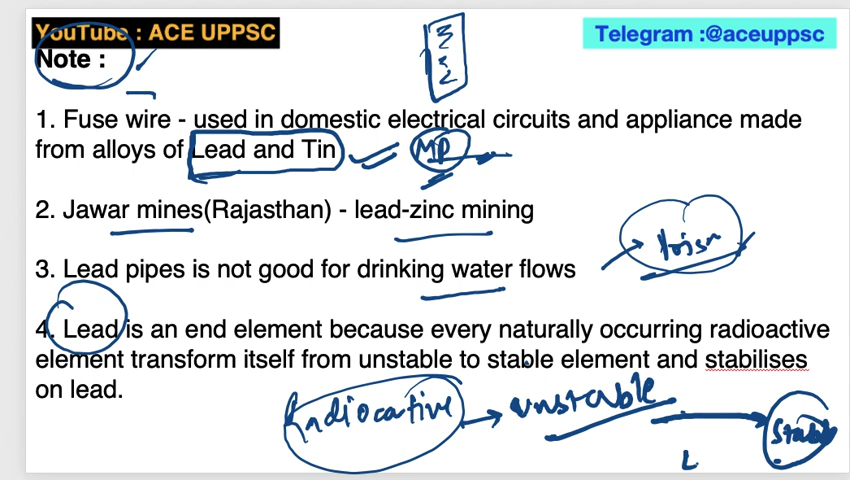 YouTube : ACE UPPSC
Telegram :@aceuppsc
Note :
1. Fuse wire - used in domestic electrical circuits and appliance made
from alloys of Lead and Tin
MP
2. Jawar mines(Rajasthan) - lead-zinc mining
3. Lead pipes is not good for drinking water flows
4. Lead is an end element because every naturally occurring radioactive
element transform itself from unstable to stable element and stabilises
on lead.
Radiocartive → unstable → stable
L